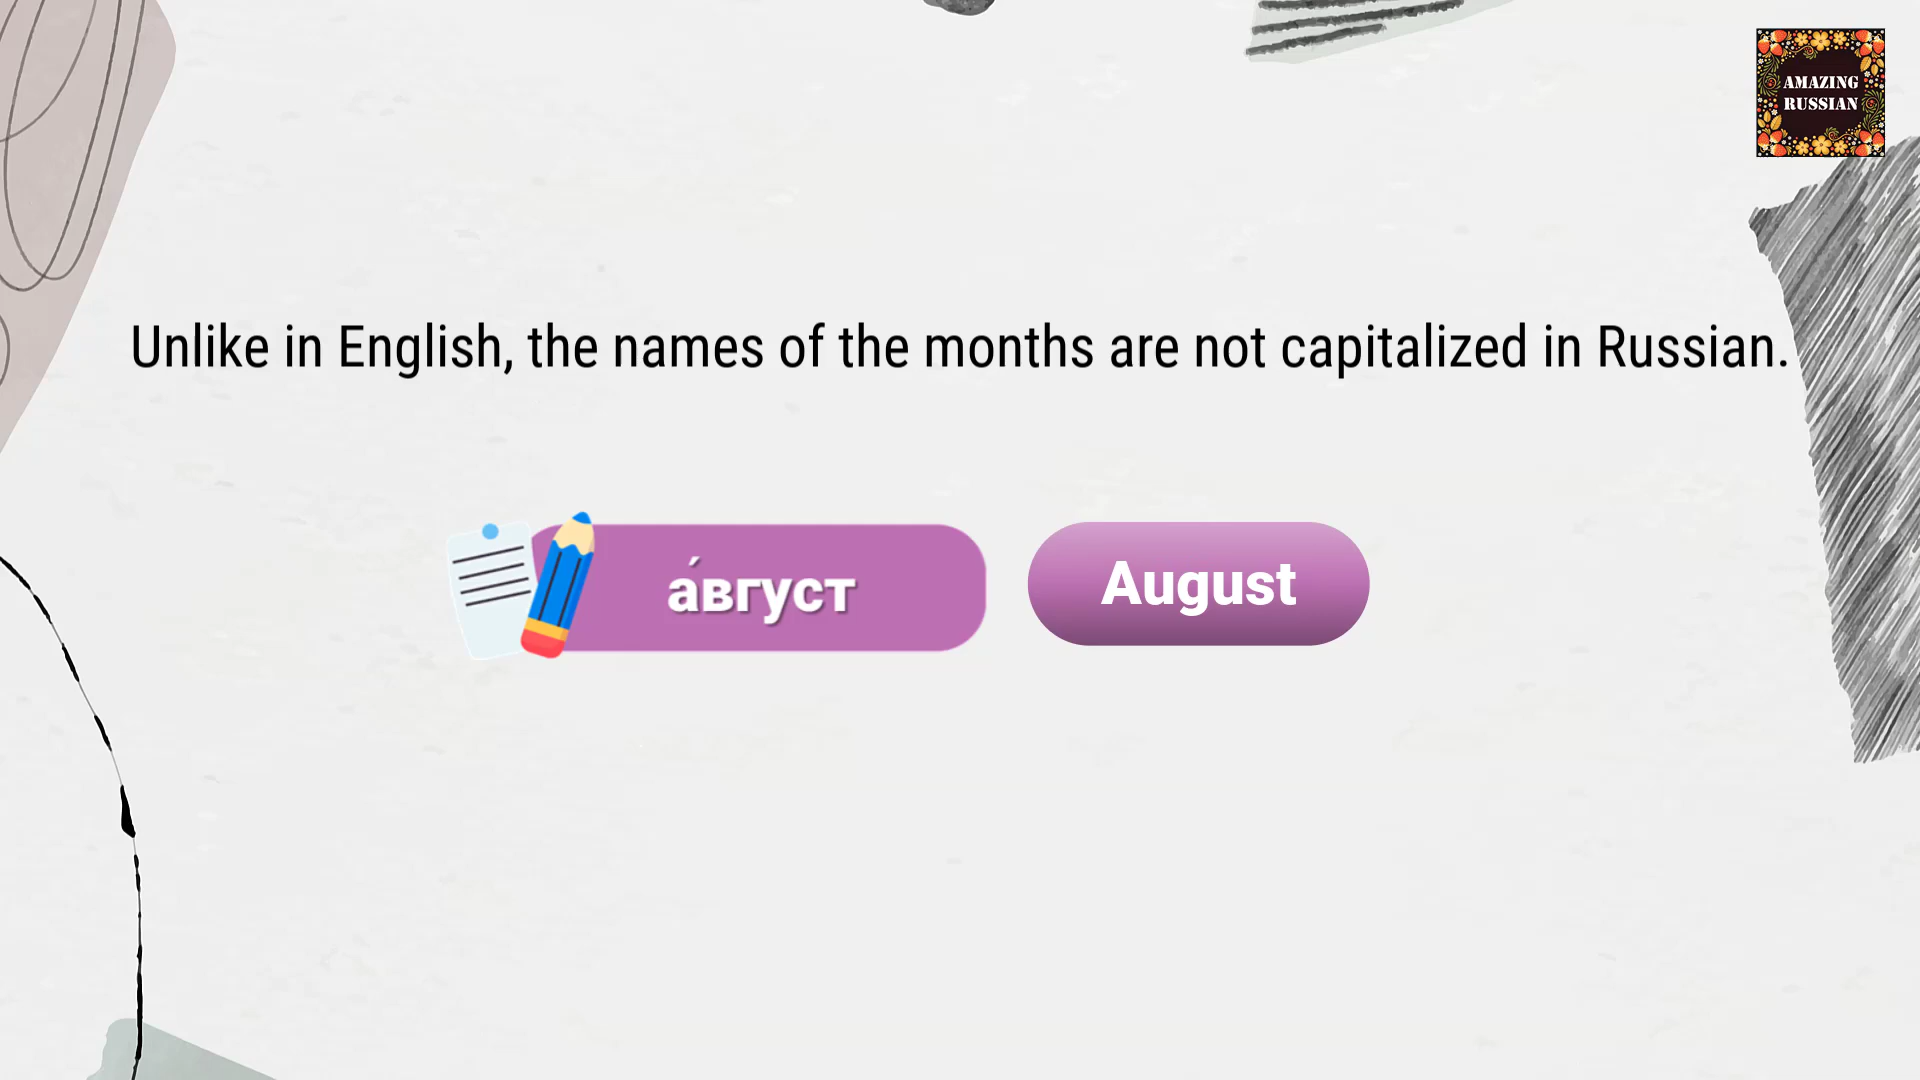 AMAZING
RUSSIAN
Unlike in English, the names of the months are not capitalized in Russian.
а́вгуст
August